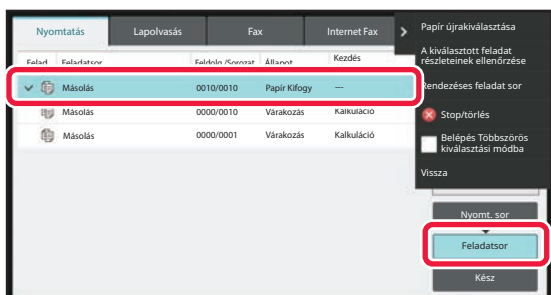 Nyomtatás Lapolvasás Fax Internet Fax
Felad Feladatsor Feldolg./Sorozat Állapot Kezdés
Másolás 0010/0010 Papír Kifogy ---
Másolás 0000/0010 Várakozás Kalkuláció
Másolás 0000/0001 Várakozás Kalkuláció
Papír újrakiválasztása
A kiválasztott feladat
részleteinek ellenőrzése
Rendezéses feladat sor
Stop/törlés
Belépés Többszörös
kiválasztási módba
Vissza
Nyomt. sor
Feladatsor
Kész